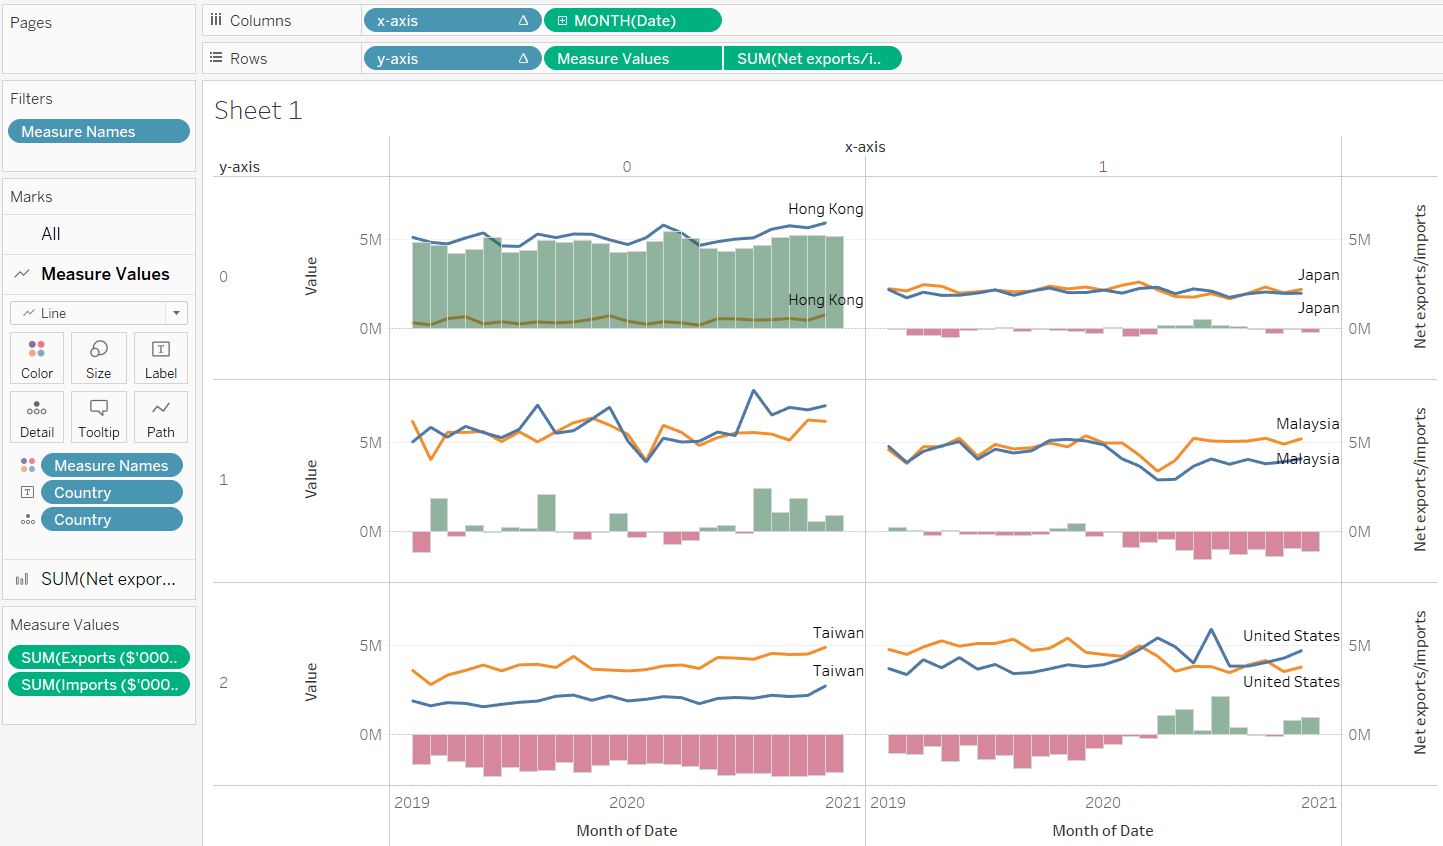 Pages
Columns
x-axis Δ
MONTH(Date)
Rows
y-axis Δ
Measure Values
SUM(Net exports/i..
Filters
Measure Names
Marks
All
Measure Values
Line
Color
Size
Label
Detail
Tooltip
Path
Measure Names
Country
Country
SUM(Net expor...
Measure Values
SUM(Exports ($'000..
SUM(Imports ($'000..
Sheet 1
x-axis
y-axis
0
1
0
Value
5M
0M
Hong Kong
Hong Kong
Japan
Japan
5M
0M
Net exports/imports
1
Value
5M
0M
Malaysia
Malaysia
5M
0M
Net exports/imports
2
Value
5M
0M
Taiwan
Taiwan
United States
United States
5M
0M
Net exports/imports
2019
2020
2021
2019
2020
2021
Month of Date
Month of Date